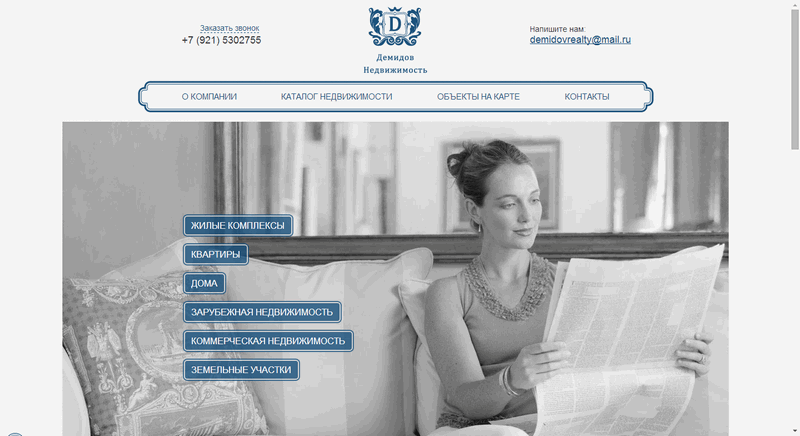 Заказать звонок
+7 (921) 5302755
D
Демидов
Недвижимость
Напишите нам:
demidovrealty@mail.ru
О КОМПАНИИ
КАТАЛОГ НЕДВИЖИМОСТИ
ОБЪЕКТЫ НА КАРТЕ
КОНТАКТЫ
ЖИЛЫЕ КОМПЛЕКСЫ
КВАРТИРЫ
ДОМА
ЗАРУБЕЖНАЯ НЕДВИЖИМОСТЬ
КОММЕРЧЕСКАЯ НЕДВИЖИМОСТЬ
ЗЕМЕЛЬНЫЕ УЧАСТКИ